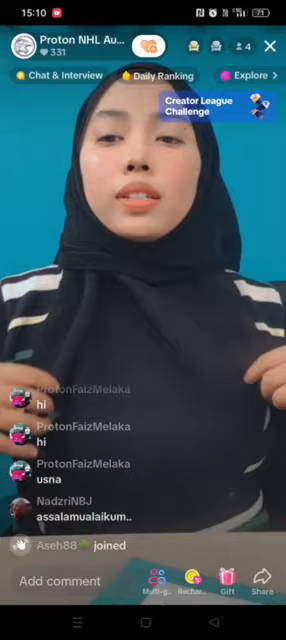 15:10
71
Proton NHL Au...
331
4
Chat & Interview
Daily Ranking
Explore >
Creator League
Challenge
ProtonFaizMelaka
hi
ProtonFaizMelaka
hi
ProtonFaizMelaka
usna
NadzriNBJ
assalamualaikum..
Aseh88 joined
Add comment
Multi-g..
Rechar...
Gift
Share